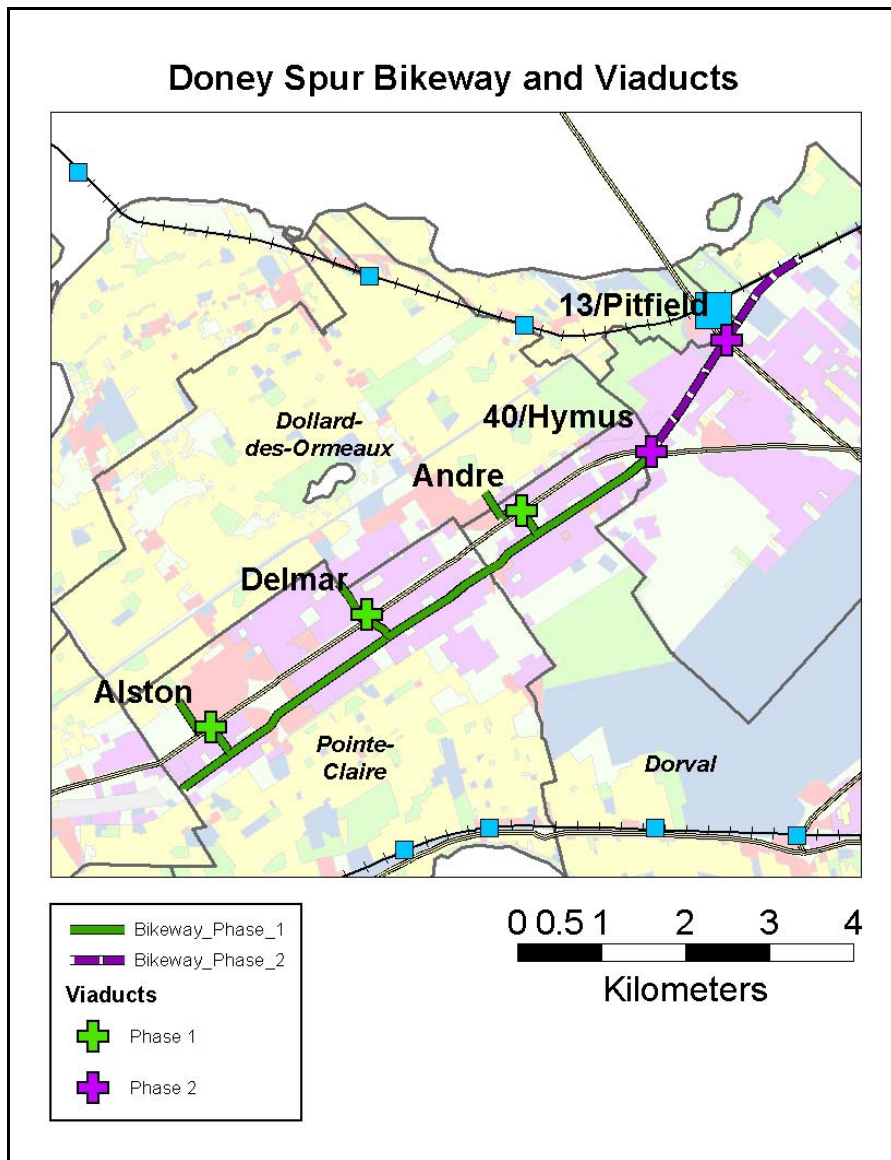 Doney Spur Bikeway and Viaducts
13/Pitfield
40/Hymus
Dollard-
des-Ormeaux
Andre
Delmar
Alston
Pointe-
Claire
Dorval
Bikeway_Phase_1
Bikeway_Phase_2
Viaducts
Phase 1
Phase 2
0 0.5 1 2 3 4
Kilometers